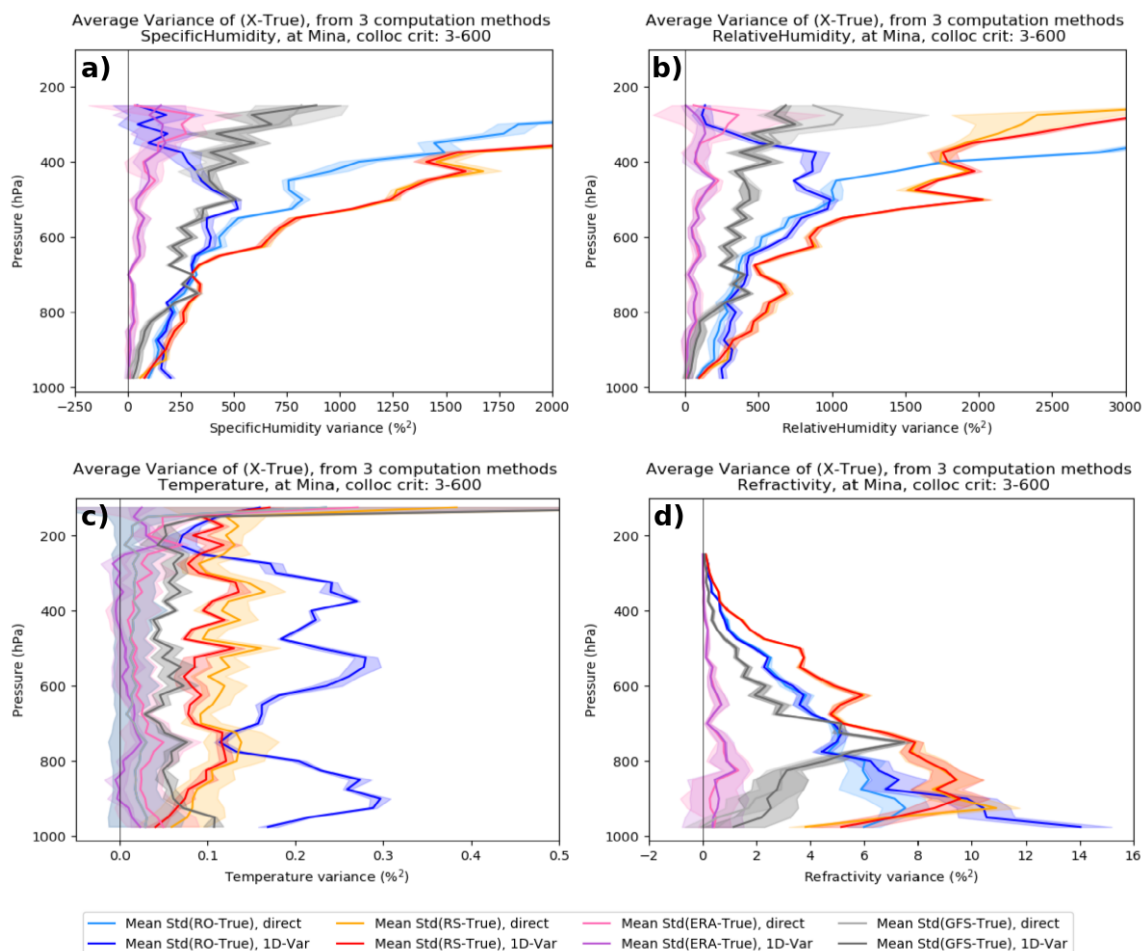 Average Variance of (X-True), from 3 computation methods
SpecificHumidity, at Mina, colloc crit: 3-600
a)
Pressure (hPa)
200
400
600
800
1000
−250 0 250 500 750 1000 1250 1500 1750 2000
SpecificHumidity variance (%²)
Average Variance of (X-True), from 3 computation methods
RelativeHumidity, at Mina, colloc crit: 3-600
b)
Pressure (hPa)
200
400
600
800
1000
0 500 1000 1500 2000 2500 3000
RelativeHumidity variance (%²)
Average Variance of (X-True), from 3 computation methods
Temperature, at Mina, colloc crit: 3-600
c)
Pressure (hPa)
200
400
600
800
1000
0.0 0.1 0.2 0.3 0.4 0.5
Temperature variance (%²)
Average Variance of (X-True), from 3 computation methods
Refractivity, at Mina, colloc crit: 3-600
d)
Pressure (hPa)
200
400
600
800
1000
−2 0 2 4 6 8 10 12 14 16
Refractivity variance (%²)
Mean Std(RO-True), direct
Mean Std(RO-True), 1D-Var
Mean Std(RS-True), direct
Mean Std(RS-True), 1D-Var
Mean Std(ERA-True), direct
Mean Std(ERA-True), 1D-Var
Mean Std(GFS-True), direct
Mean Std(GFS-True), 1D-Var